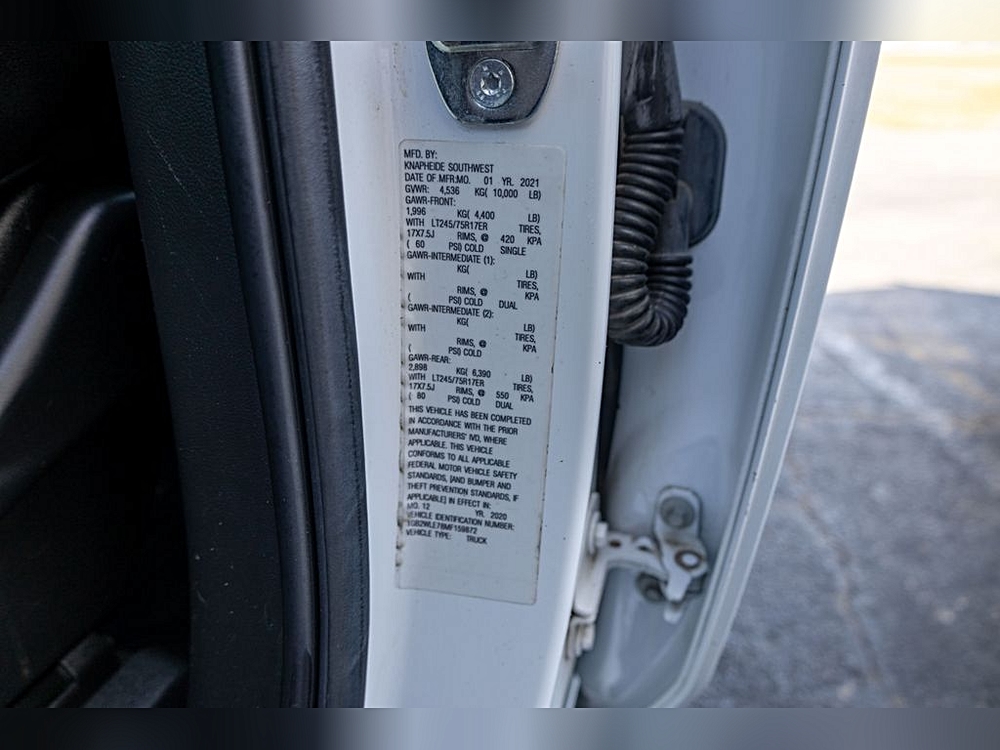 MFD. BY:
KNAPHEIDE SOUTHWEST
DATE OF MFR:MO. 01 YR. 2021
GVWR: 4,536 KG( 10,000 LB)
GAWR-FRONT:
1,996 KG( 4,400 LB)
WITH LT245/75R17ER TIRES,
17X7.5J RIMS, @ 420 KPA
( 60 PSI) COLD SINGLE
GAWR-INTERMEDIATE (1):
KG( LB)
WITH TIRES,
RIMS, @ KPA
( PSI) COLD DUAL
GAWR-INTERMEDIATE (2):
KG( LB)
WITH TIRES,
RIMS, @ KPA
( PSI) COLD
GAWR-REAR:
2,898 KG( 6,390 LB)
WITH LT245/75R17ER TIRES,
17X7.5J RIMS, @ 550 KPA
( 80 PSI) COLD DUAL
THIS VEHICLE HAS BEEN COMPLETED
IN ACCORDANCE WITH THE PRIOR
MANUFACTURERS' IVD, WHERE
APPLICABLE. THIS VEHICLE
CONFORMS TO ALL APPLICABLE
FEDERAL MOTOR VEHICLE SAFETY
STANDARDS, [AND BUMPER AND
THEFT PREVENTION STANDARDS, IF
APPLICABLE] IN EFFECT IN:
MO. 12 YR. 2020
VEHICLE IDENTIFICATION NUMBER:
1GB2WLE78MF159872
VEHICLE TYPE: TRUCK